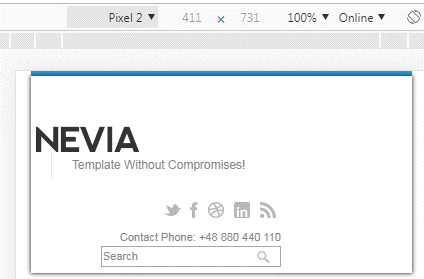 Pixel 2 ▼ 411 × 731 100% ▼ Online ▼
NEVIA
Template Without Compromises!
Contact Phone: +48 880 440 110
Search